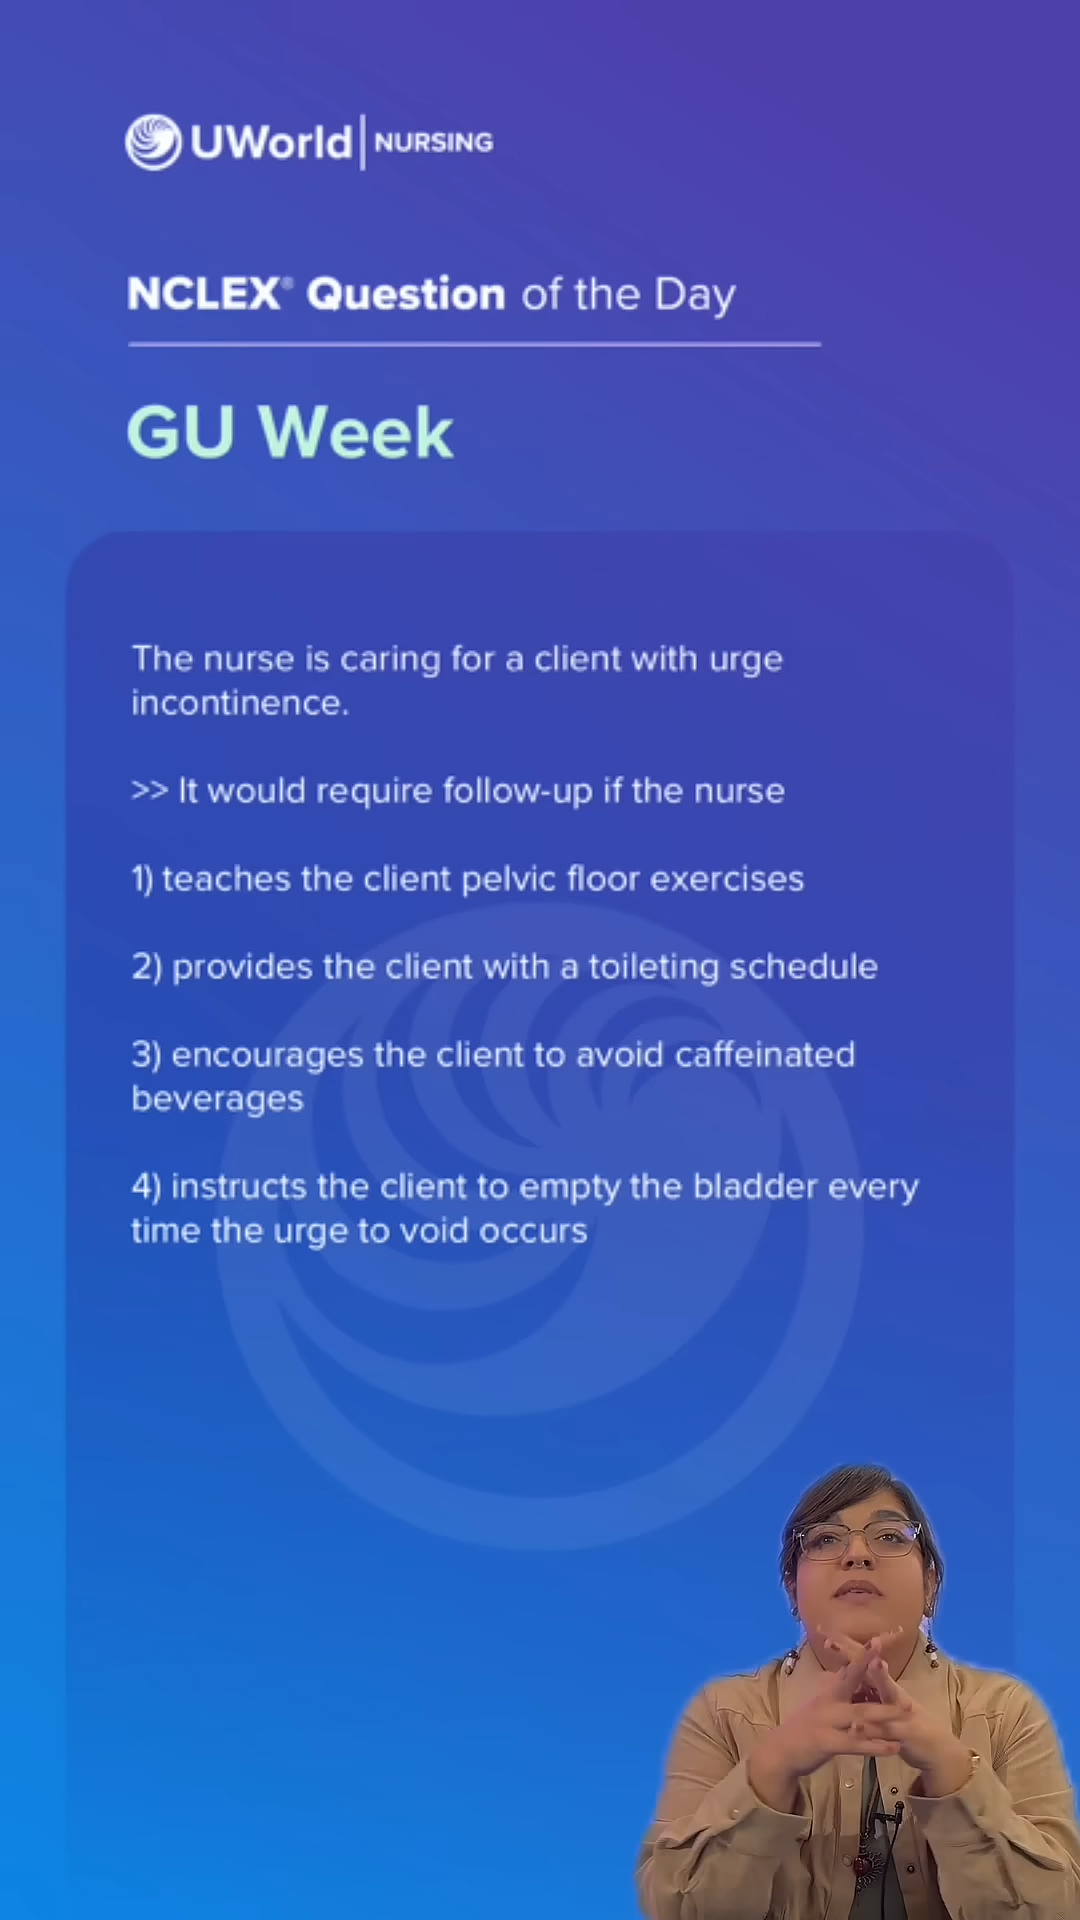 UWorld | NURSING
NCLEX® Question of the Day
GU Week
The nurse is caring for a client with urge
incontinence.
>> It would require follow-up if the nurse
1) teaches the client pelvic floor exercises
2) provides the client with a toileting schedule
3) encourages the client to avoid caffeinated
beverages
4) instructs the client to empty the bladder every
time the urge to void occurs